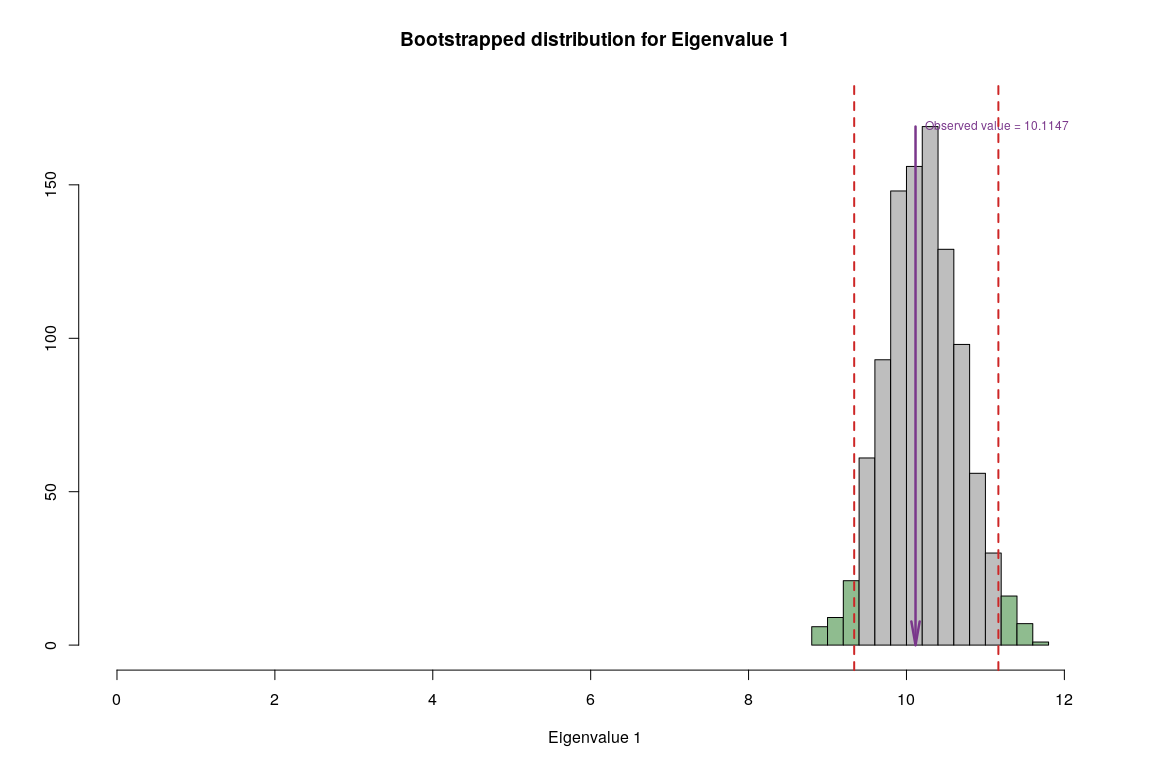 Bootstrapped distribution for Eigenvalue 1
Observed value = 10.1147
150
100
50
0
0 2 4 6 8 10 12
Eigenvalue 1